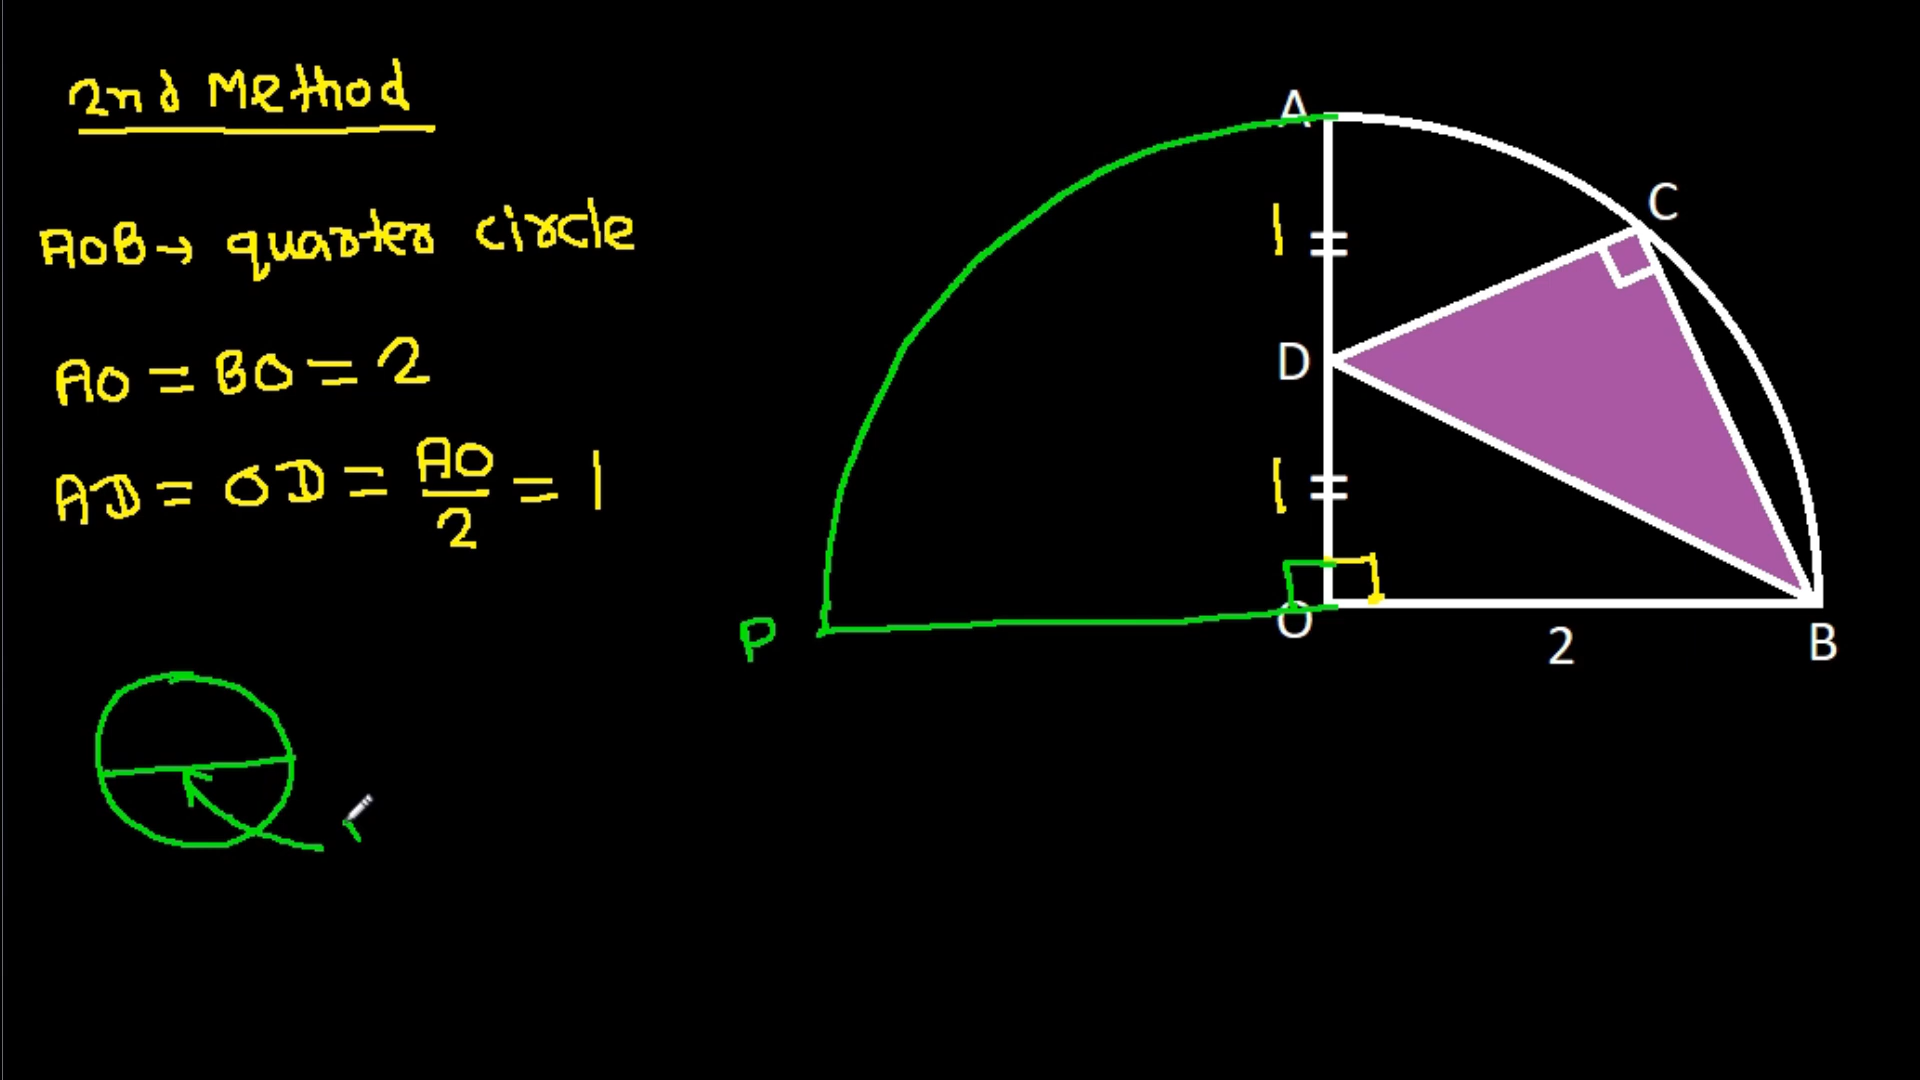 2nd Method
AOB → quarter circle
AO = BO = 2
AD = OD = AO/2 = 1
A
C
1
D
1
O
P
2
B